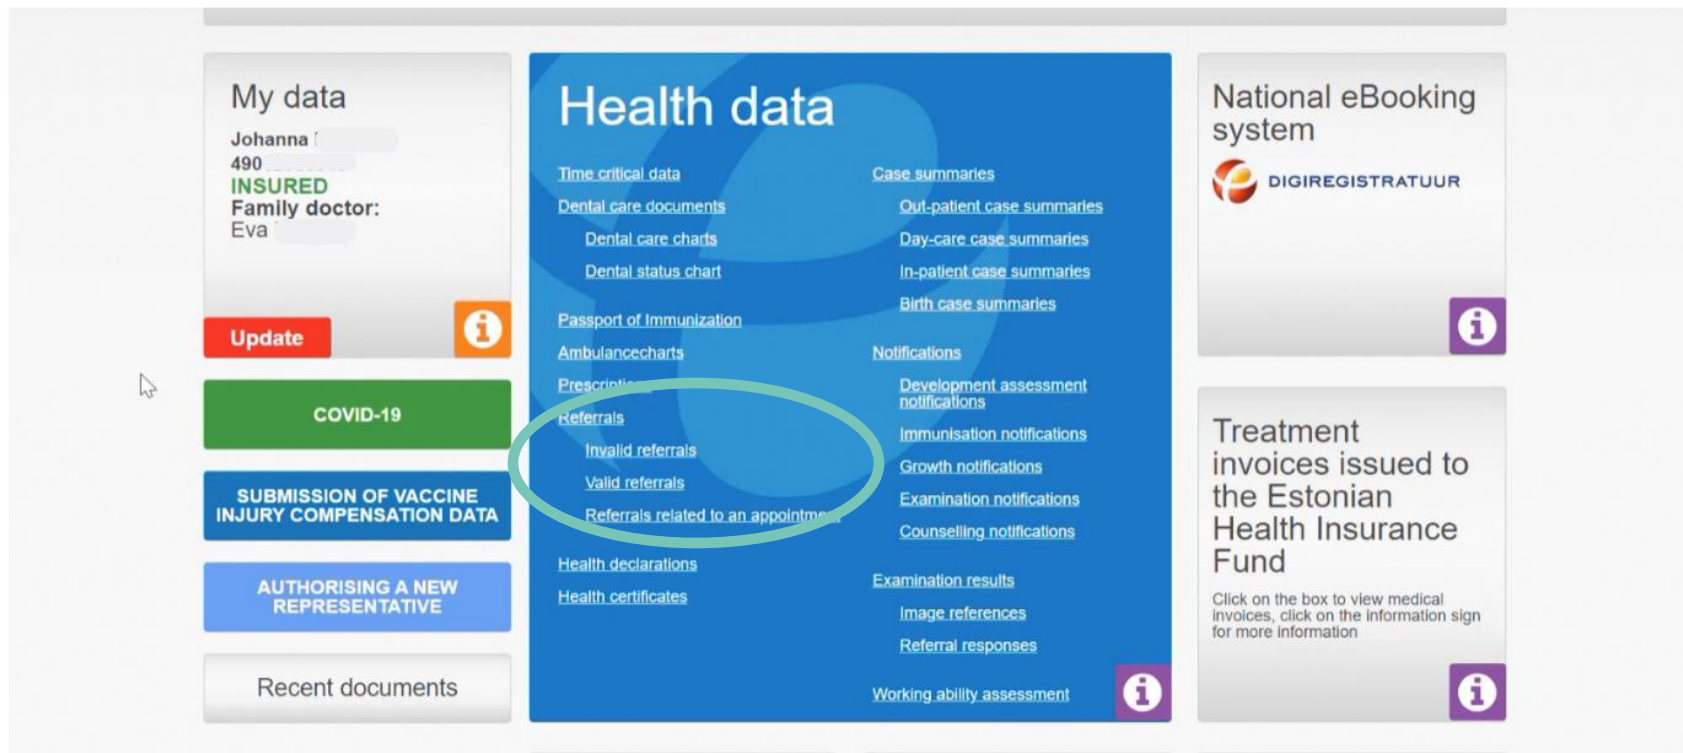 My data
Johanna
490
INSURED
Family doctor:
Eva
Update
COVID-19
SUBMISSION OF VACCINE
INJURY COMPENSATION DATA
AUTHORISING A NEW
REPRESENTATIVE
Recent documents
Health data
Time critical data
Dental care documents
Dental care charts
Dental status chart
Passport of Immunization
Ambulancecharts
Prescriptions
Referrals
Invalid referrals
Valid referrals
Referrals related to an appointment
Health declarations
Health certificates
Case summaries
Out-patient case summaries
Day-care case summaries
In-patient case summaries
Birth case summaries
Notifications
Development assessment
notifications
Immunisation notifications
Growth notifications
Examination notifications
Counselling notifications
Examination results
Image references
Referral responses
Working ability assessment
National eBooking
system
DIGIREGISTRATUUR
Treatment
invoices issued to
the Estonian
Health Insurance
Fund
Click on the box to view medical
invoices, click on the information sign
for more information